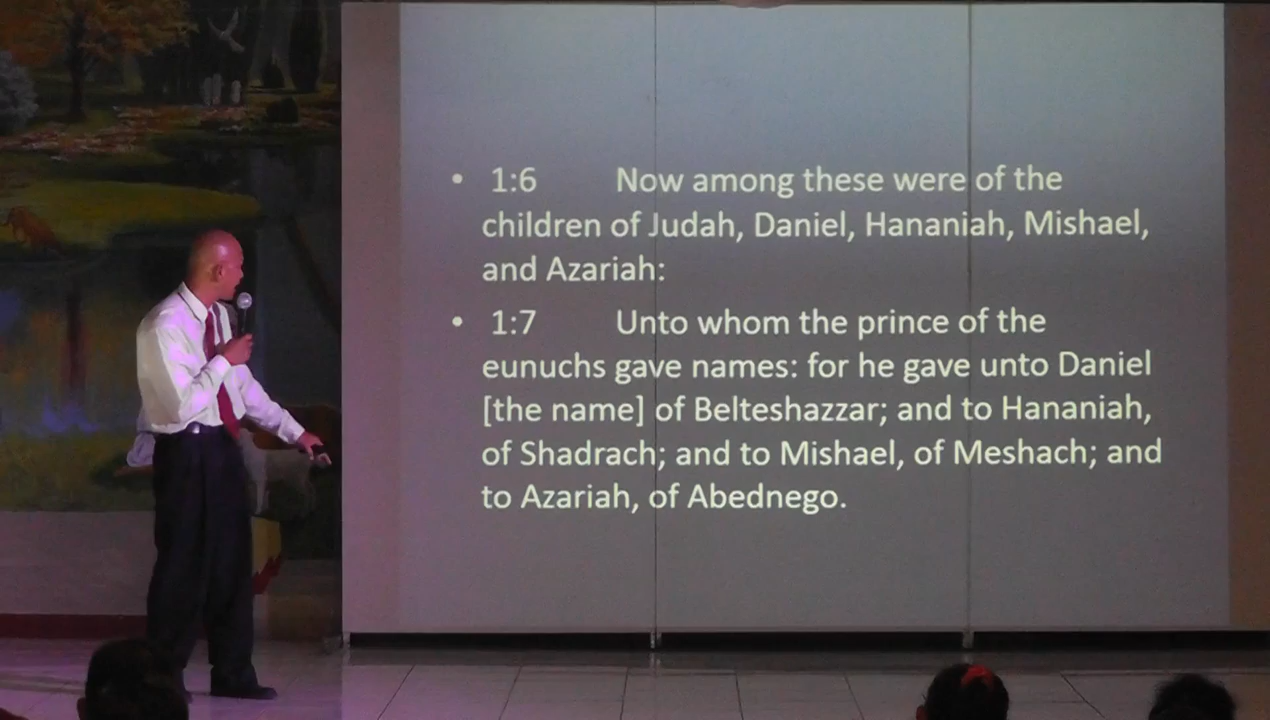 • 1:6 Now among these were of the
children of Judah, Daniel, Hananiah, Mishael,
and Azariah:
• 1:7 Unto whom the prince of the
eunuchs gave names: for he gave unto Daniel
[the name] of Belteshazzar; and to Hananiah,
of Shadrach; and to Mishael, of Meshach; and
to Azariah, of Abednego.